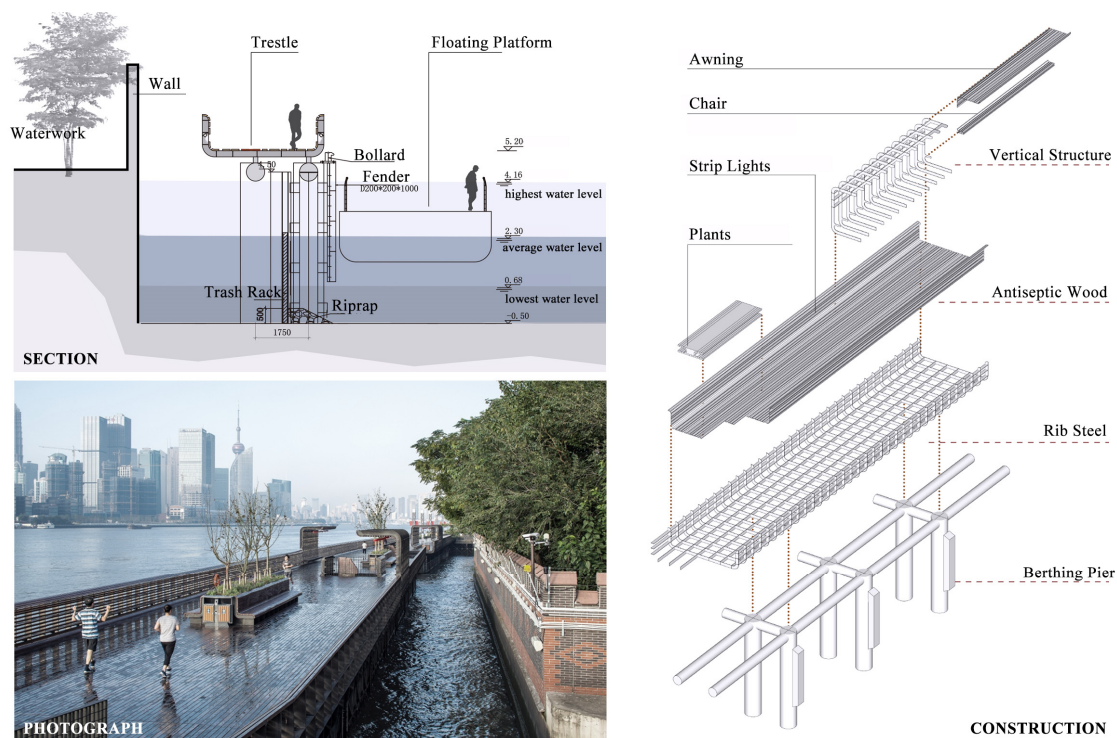 Trestle
Floating Platform
Wall
Waterwork
Bollard
Fender
D200*200*1000
4.50
5.20
4.16
highest water level
2.30
average water level
0.68
lowest water level
-0.50
Trash Rack
Riprap
500
1750
SECTION
PHOTOGRAPH
Awning
Chair
Vertical Structure
Strip Lights
Plants
Antiseptic Wood
Rib Steel
Berthing Pier
CONSTRUCTION